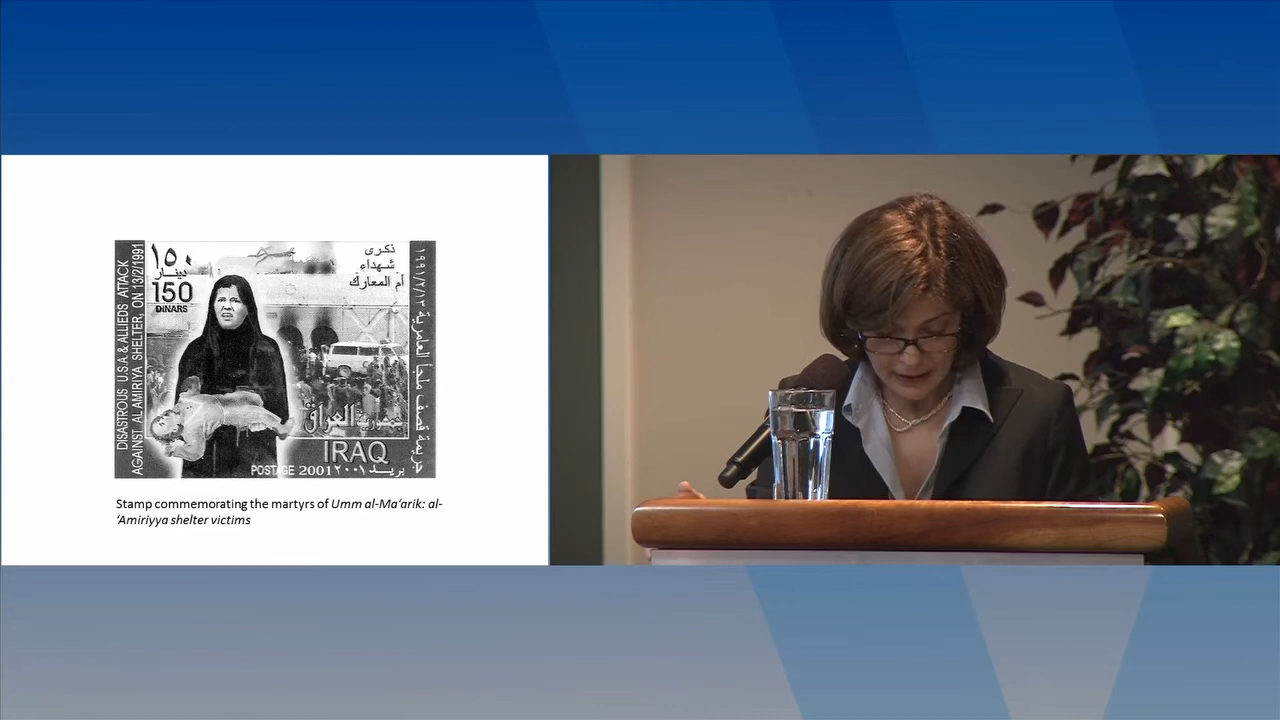 DISASTROUS U.S.A & ALLIEDS ATTACK
AGAINST AL AMIRIYA SHELTER, ON 13/2/1991
١٥٠
دينــار
150
DINARS
ذكرى
شهداء
أم المعارك
جريمة قصف ملجأ العامرية ١٩٩١/٢/١٣
جمهورية العراق
IRAQ
POSTAGE 2001 ٢٠٠١ بريـد
Stamp commemorating the martyrs of Umm al-Ma‘arik: al-
‘Amiriyya shelter victims